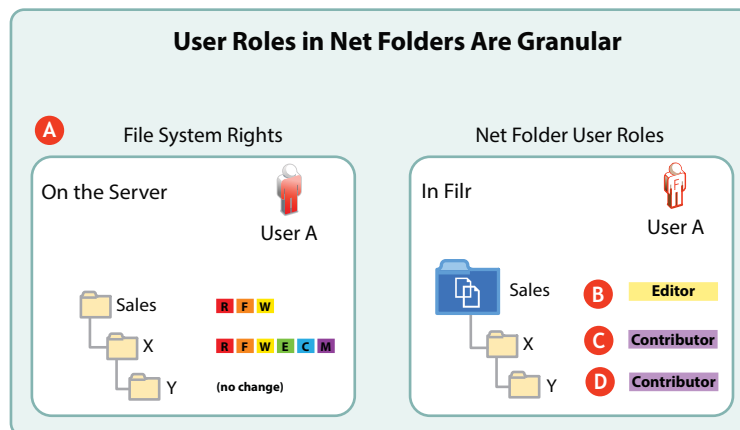 User Roles in Net Folders Are Granular
A
File System Rights
On the Server
User A
Sales
R F W
X
R F W E C M
Y
(no change)
Net Folder User Roles
In Filr
F
User A
Sales
B
Editor
X
C
Contributor
Y
D
Contributor